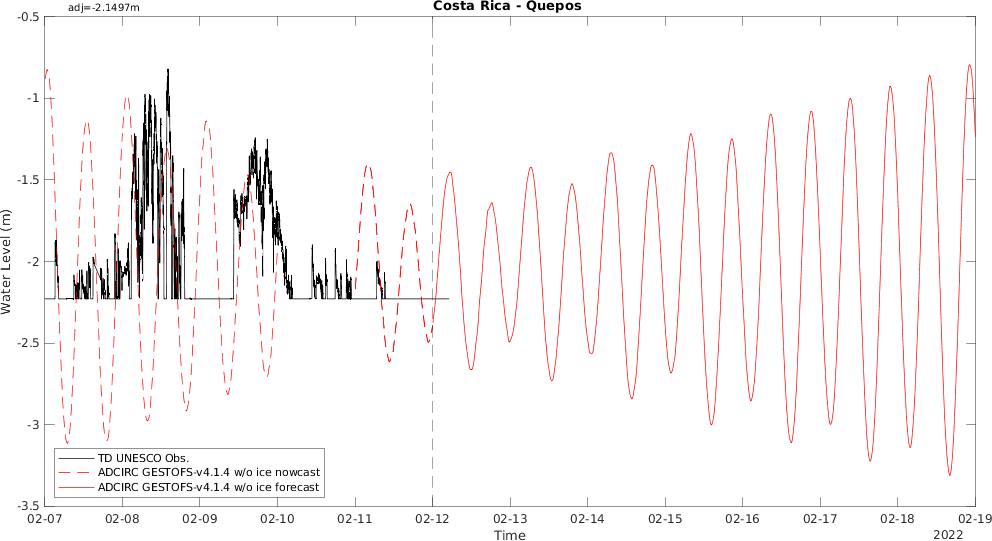 adj=-2.1497m
Costa Rica - Quepos
-0.5
-1
-1.5
-2
-2.5
-3
-3.5
Water Level (m)
TD UNESCO Obs.
ADCIRC GESTOFS-v4.1.4 w/o ice nowcast
ADCIRC GESTOFS-v4.1.4 w/o ice forecast
02-07 02-08 02-09 02-10 02-11 02-12 02-13 02-14 02-15 02-16 02-17 02-18 02-19
Time
2022